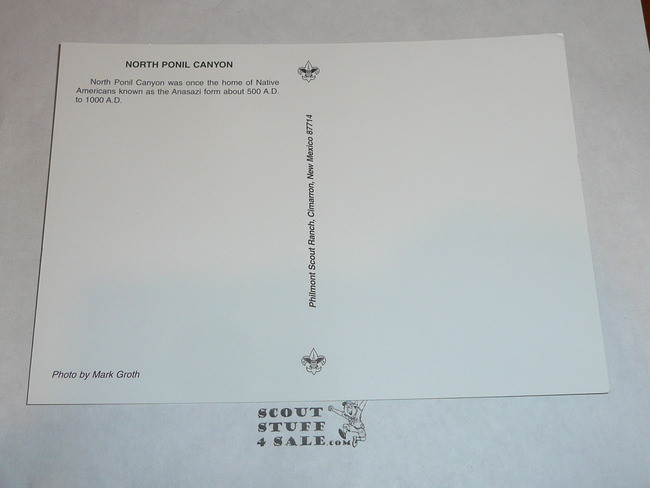 NORTH PONIL CANYON
North Ponil Canyon was once the home of Native
Americans known as the Anasazi form about 500 A.D.
to 1000 A.D.
Philmont Scout Ranch, Cimarron, New Mexico 87714
Photo by Mark Groth
SCOUT
STUFF
4 SALE.COM